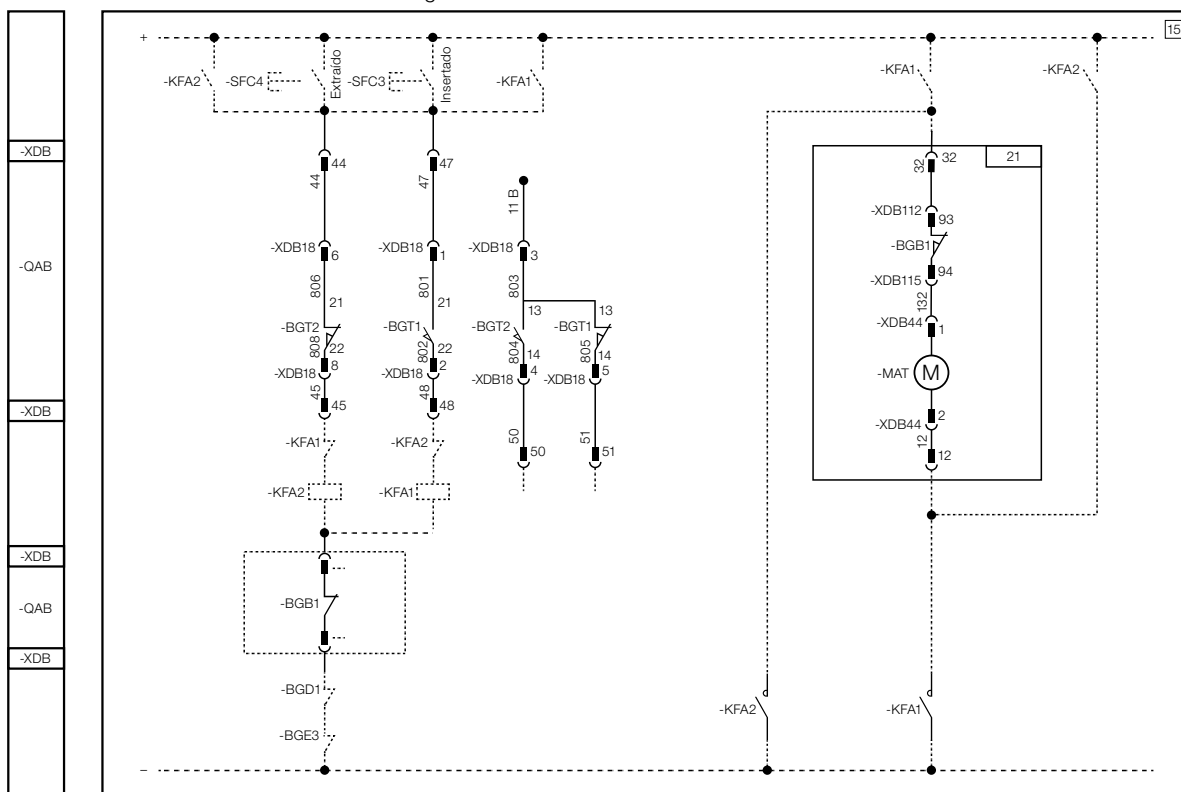 15
+
-KFA2
-SFC4
Extraído
-SFC3
Insertado
-KFA1
-KFA1
-KFA2
-XDB
44
47
32
21
44
47
32
11 B
-XDB112
93
-QAB
-XDB18
6
-XDB18
1
-XDB18
3
-BGB1
94
-XDB115
806
801
803
132
21
21
13
13
-XDB44
1
-BGT2
-BGT1
-BGT2
-BGT1
808
22
802
22
804
14
805
14
-XDB18
8
-XDB18
2
-XDB18
4
-XDB18
5
-MAT
M
45
48
-XDB
45
48
2
-XDB44
50
51
12
-KFA1
-KFA2
50
51
12
-KFA2
-KFA1
-XDB
-QAB
-BGB1
-XDB
-BGD1
-KFA2
-KFA1
-BGE3
–